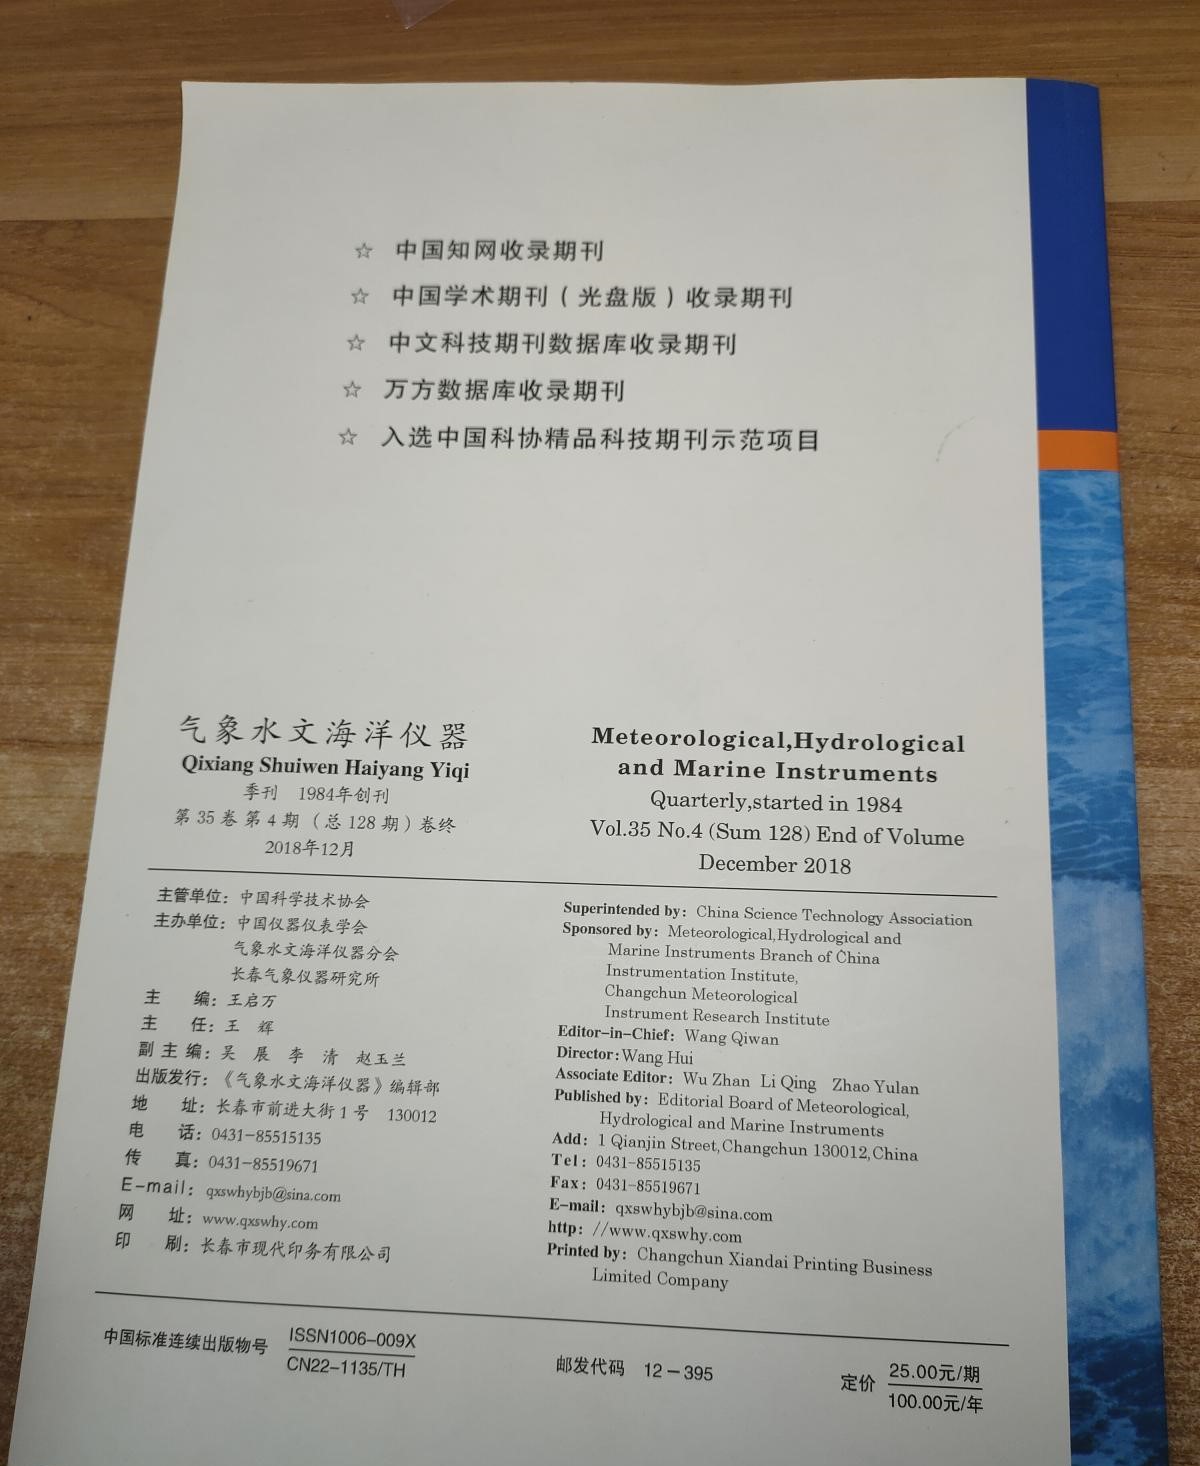 ☆ 中国知网收录期刊
☆ 中国学术期刊（光盘版）收录期刊
☆ 中文科技期刊数据库收录期刊
☆ 万方数据库收录期刊
☆ 入选中国科协精品科技期刊示范项目
气象水文海洋仪器
Qixiang Shuiwen Haiyang Yiqi
季刊 1984年创刊
第 35 卷 第 4 期（总 128 期）卷终
2018年12月
Meteorological,Hydrological
and Marine Instruments
Quarterly,started in 1984
Vol.35 No.4 (Sum 128) End of Volume
December 2018
主管单位：中国科学技术协会
主办单位：中国仪器仪表学会
气象水文海洋仪器分会
长春气象仪器研究所
主 编：王启万
主 任：王 辉
副 主 编：吴 展 李 清 赵玉兰
出版发行：《气象水文海洋仪器》编辑部
地 址：长春市前进大街 1 号 130012
电 话：0431-85515135
传 真：0431-85519671
E-mail：qxswhybjb@sina.com
网 址：www.qxswhy.com
印 刷：长春市现代印务有限公司
Superintended by: China Science Technology Association
Sponsored by: Meteorological,Hydrological and
Marine Instruments Branch of China
Instrumentation Institute,
Changchun Meteorological
Instrument Research Institute
Editor-in-Chief: Wang Qiwan
Director:Wang Hui
Associate Editor: Wu Zhan Li Qing Zhao Yulan
Published by: Editorial Board of Meteorological,
Hydrological and Marine Instruments
Add: 1 Qianjin Street,Changchun 130012,China
Tel: 0431-85515135
Fax: 0431-85519671
E-mail: qxswhybjb@sina.com
http: //www.qxswhy.com
Printed by: Changchun Xiandai Printing Business
Limited Company
中国标准连续出版物号 ISSN1006-009X
CN22-1135/TH
邮发代码 12-395
定价 25.00元/期
100.00元/年